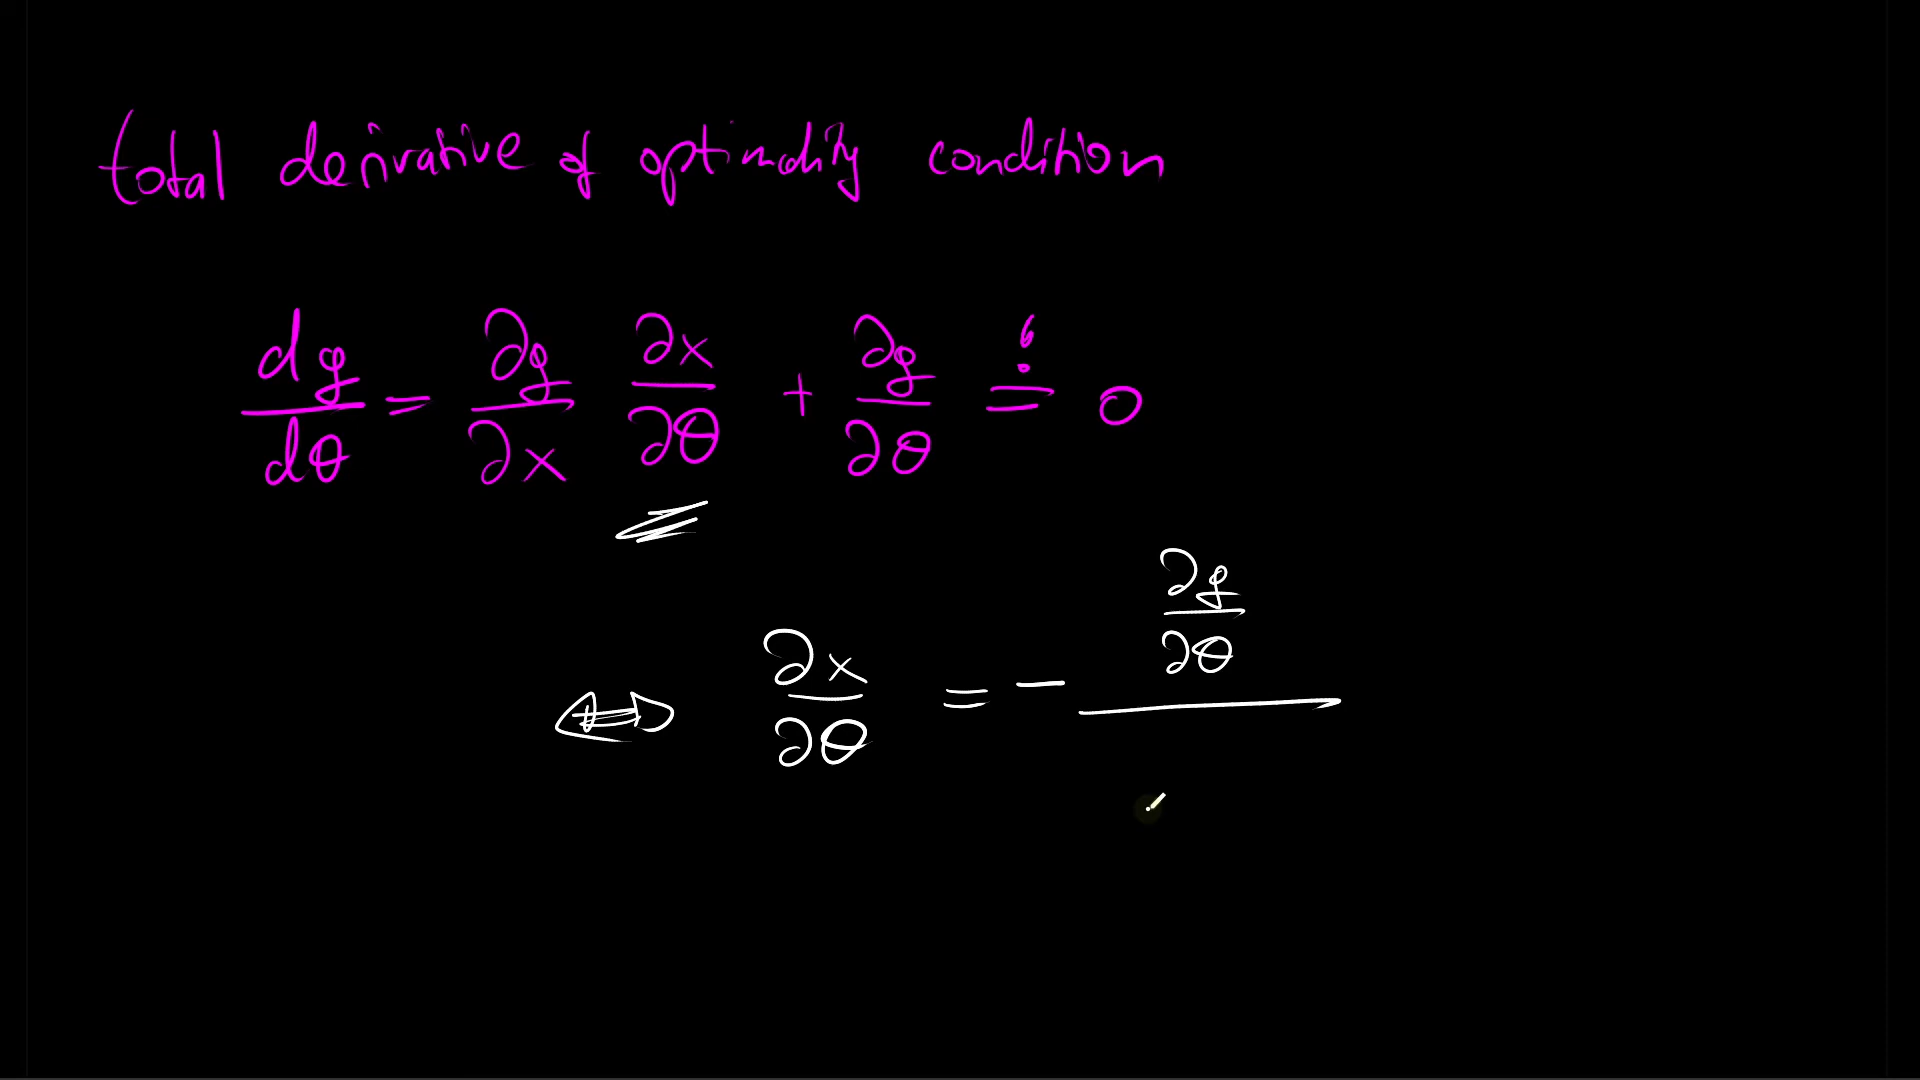 total derivative of optimality condition
dg/dθ = ∂g/∂x ∂x/∂θ + ∂g/∂θ = 0
⇔ ∂x/∂θ = − ∂g/∂θ